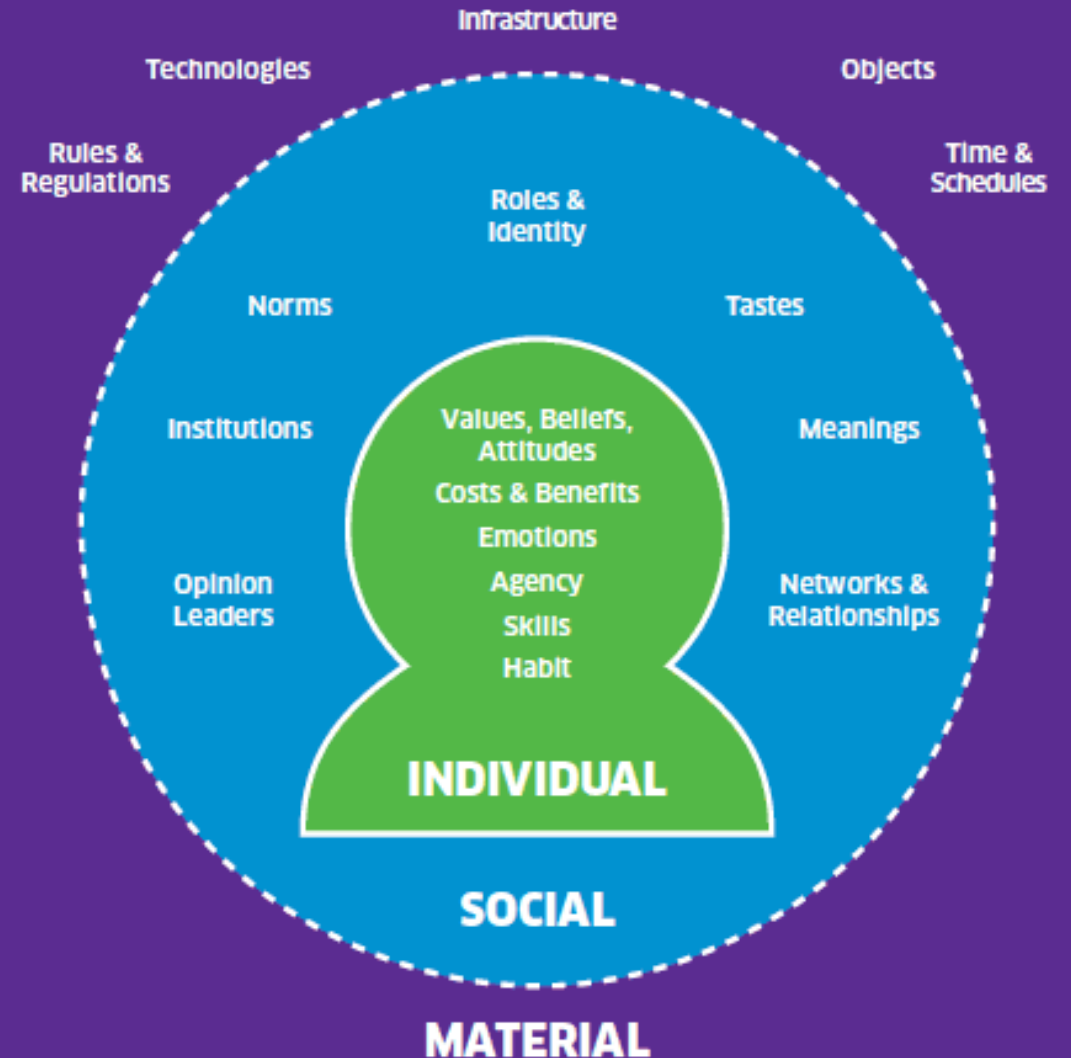 Infrastructure
Technologies
Objects
Rules &
Regulations
Time &
Schedules
Roles &
Identity
Norms
Tastes
Institutions
Meanings
Opinion
Leaders
Networks &
Relationships
Values, Beliefs,
Attitudes
Costs & Benefits
Emotions
Agency
Skills
Habit
INDIVIDUAL
SOCIAL
MATERIAL